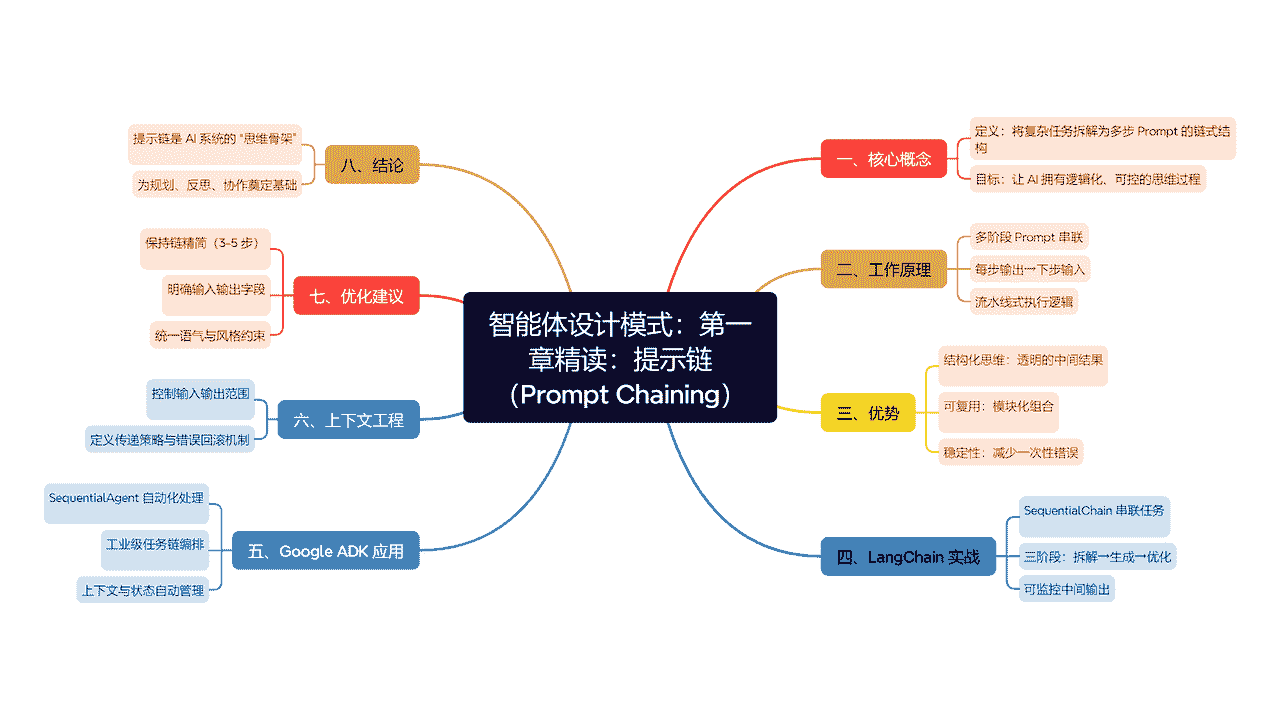 智能体设计模式：第一
章精读：提示链
（Prompt Chaining）
一、核心概念
定义：将复杂任务拆解为多步 Prompt 的链式结
构
目标：让 AI 拥有逻辑化、可控的思维过程
二、工作原理
多阶段 Prompt 串联
每步输出→下步输入
流水线式执行逻辑
三、优势
结构化思维：透明的中间结果
可复用：模块化组合
稳定性：减少一次性错误
四、LangChain 实战
SequentialChain 串联任务
三阶段：拆解→生成→优化
可监控中间输出
五、Google ADK 应用
SequentialAgent 自动化处理
工业级任务链编排
上下文与状态自动管理
六、上下文工程
控制输入输出范围
定义传递策略与错误回滚机制
七、优化建议
保持链精简（3-5 步）
明确输入输出字段
统一语气与风格约束
八、结论
提示链是 AI 系统的 "思维骨架"
为规划、反思、协作奠定基础